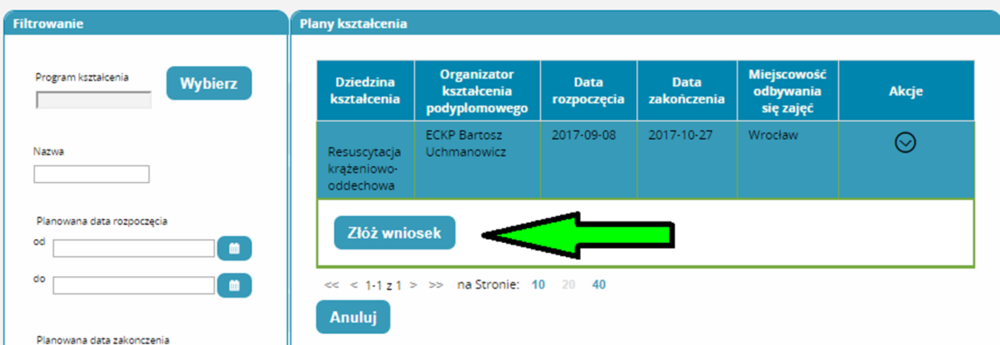 Filtrowanie
Program kształcenia
Wybierz
Nazwa
Planowana data rozpoczęcia
od
do
Planowana data zakonczenia
Plany kształcenia
Dziedzina
kształcenia
Organizator
kształcenia
podyplomowego
Data
rozpoczęcia
Data
zakończenia
Miejscowość
odbywania
się zajęć
Akcje
Resuscytacja
krążeniowo-
oddechowa
ECKP Bartosz
Uchmanowicz
2017-09-08
2017-10-27
Wrocław
Złóż wniosek
<< < 1-1 z 1 > >> na Stronie: 10 20 40
Anuluj